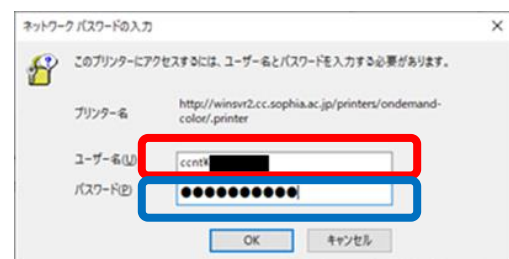 ネットワーク パスワードの入力
このプリンターにアクセスするには、ユーザー名とパスワードを入力する必要があります。
プリンター名
http://winsvr2.cc.sophia.ac.jp/printers/ondemand-
color/.printer
ユーザー名(U)
ccnt¥
パスワード(P)
●●●●●●●●●●
OK
キャンセル